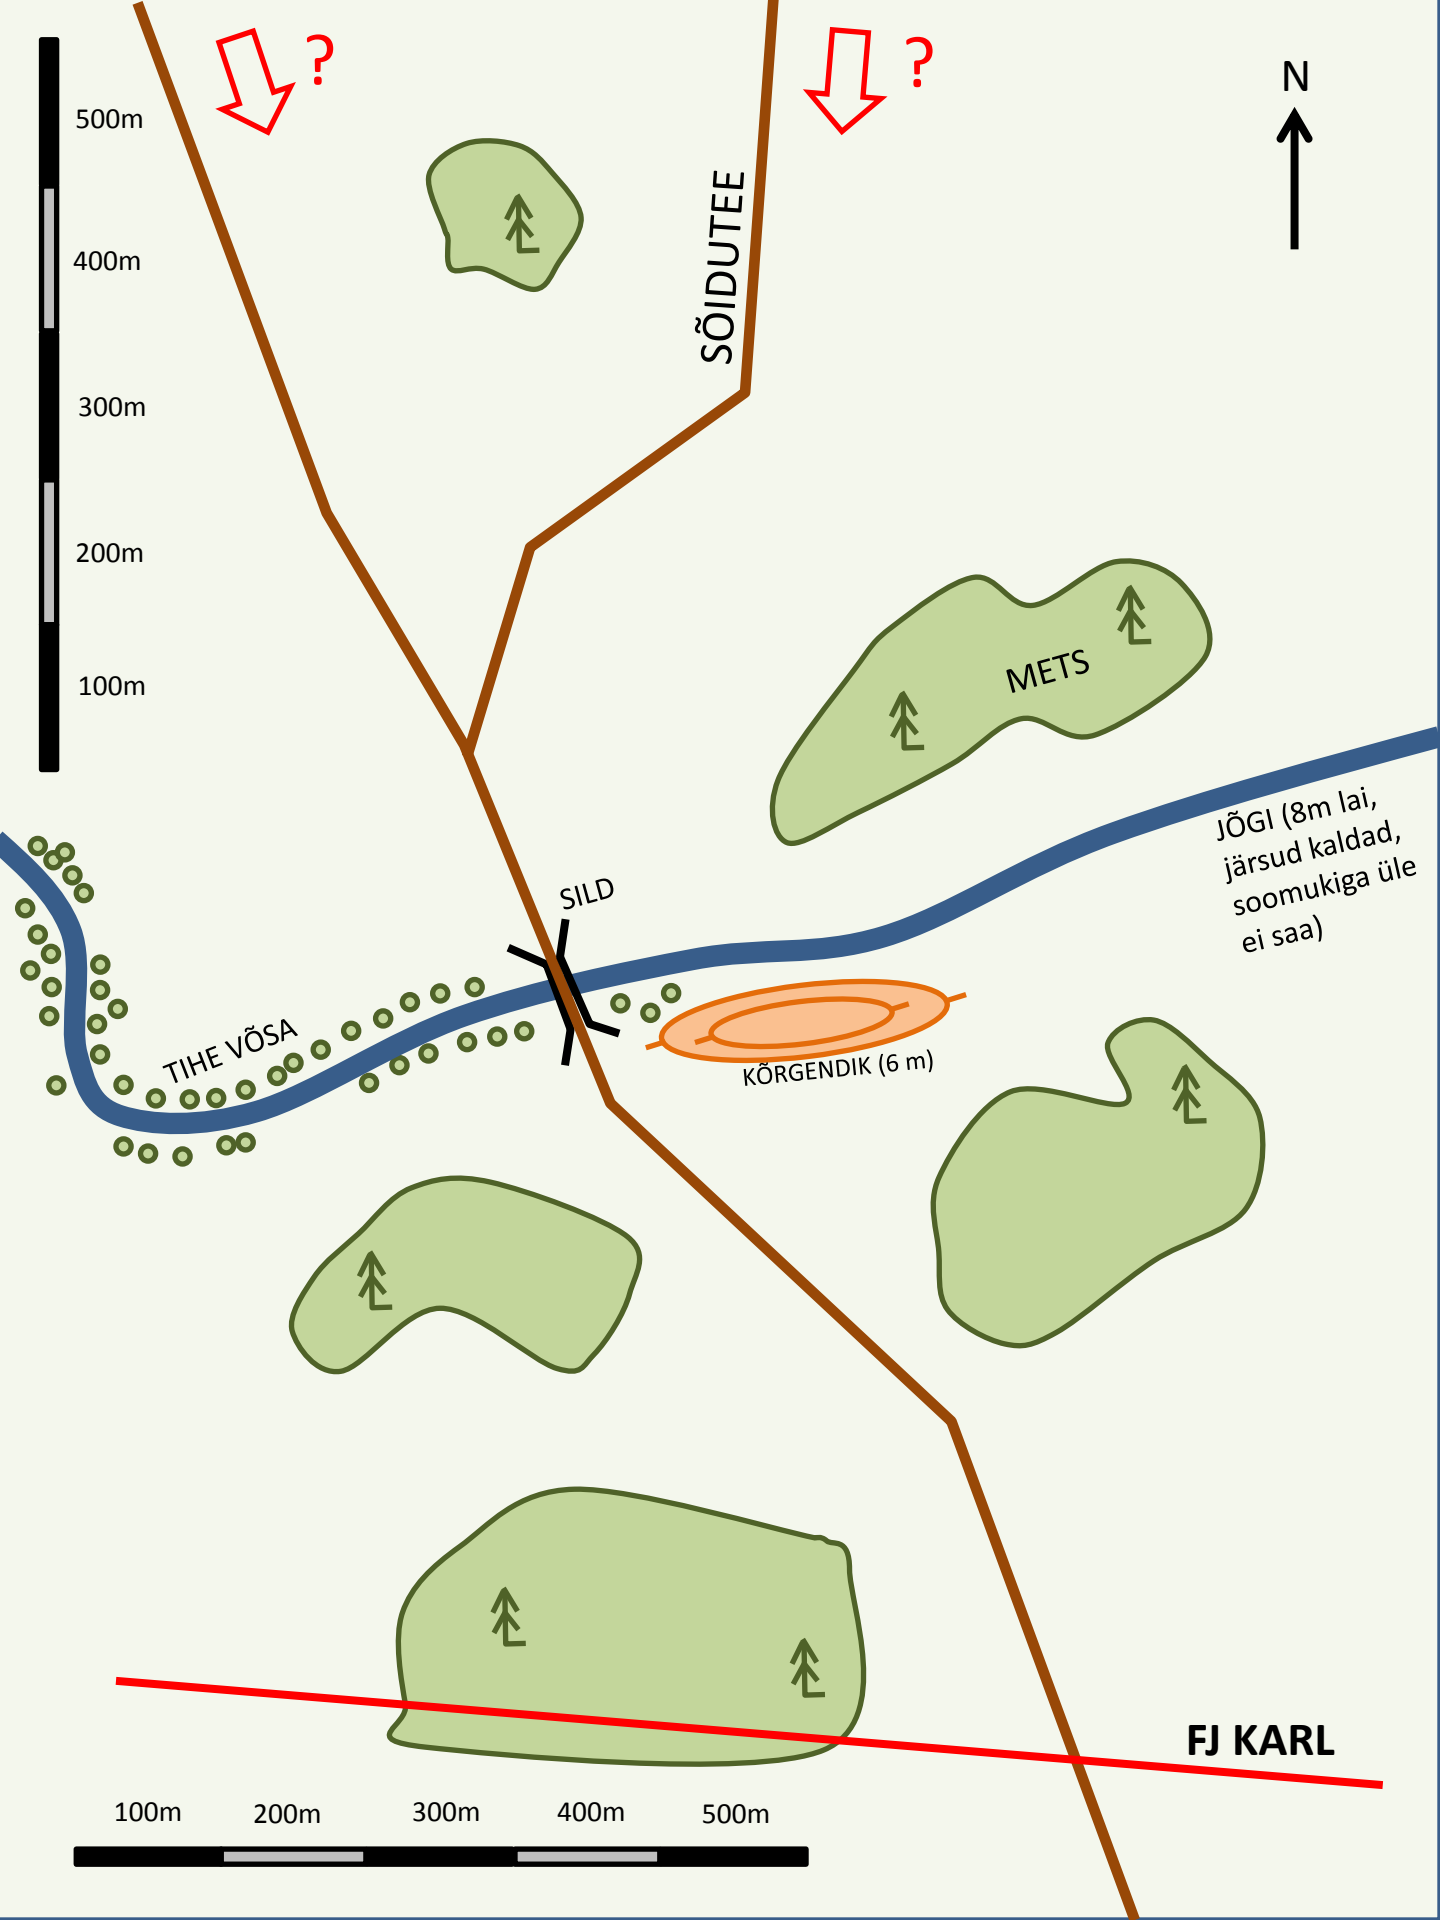 ?
?
N
500m
400m
300m
200m
100m
SÕIDUTEE
METS
JÕGI (8m lai,
järsud kaldad,
soomukiga üle
ei saa)
SILD
TIHE VÕSA
KÕRGENDIK (6 m)
FJ KARL
100m
200m
300m
400m
500m